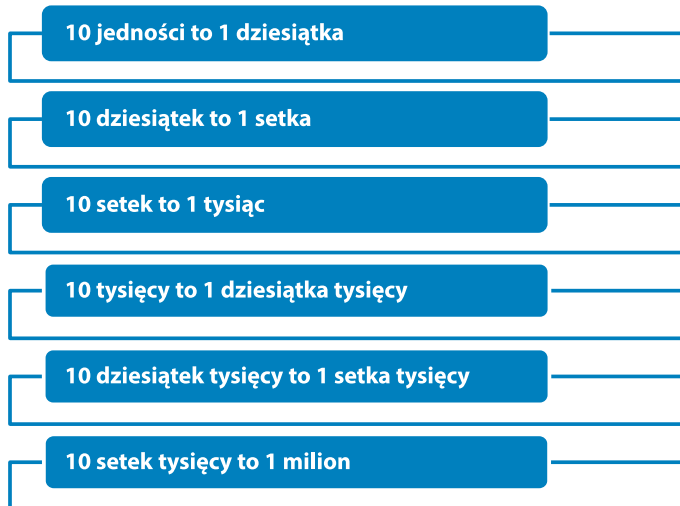 10 jedności to 1 dziesiątka
10 dziesiątek to 1 setka
10 setek to 1 tysiąc
10 tysięcy to 1 dziesiątka tysięcy
10 dziesiątek tysięcy to 1 setka tysięcy
10 setek tysięcy to 1 milion